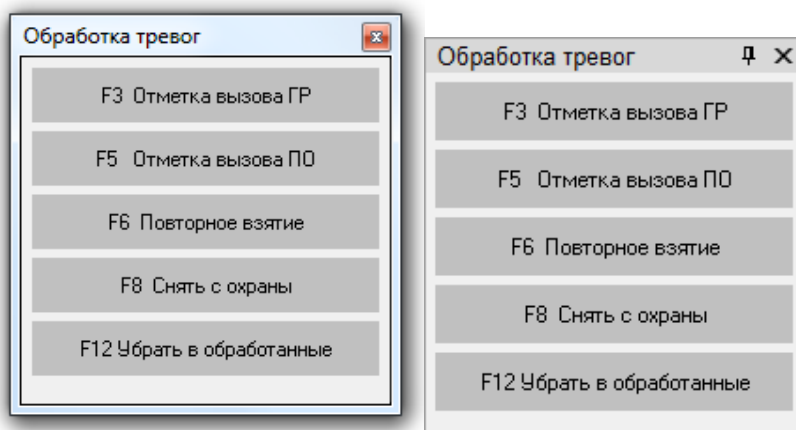 Обработка тревог
F3 Отметка вызова ГР
F5 Отметка вызова ПО
F6 Повторное взятие
F8 Снять с охраны
F12 Убрать в обработанные
Обработка тревог
F3 Отметка вызова ГР
F5 Отметка вызова ПО
F6 Повторное взятие
F8 Снять с охраны
F12 Убрать в обработанные